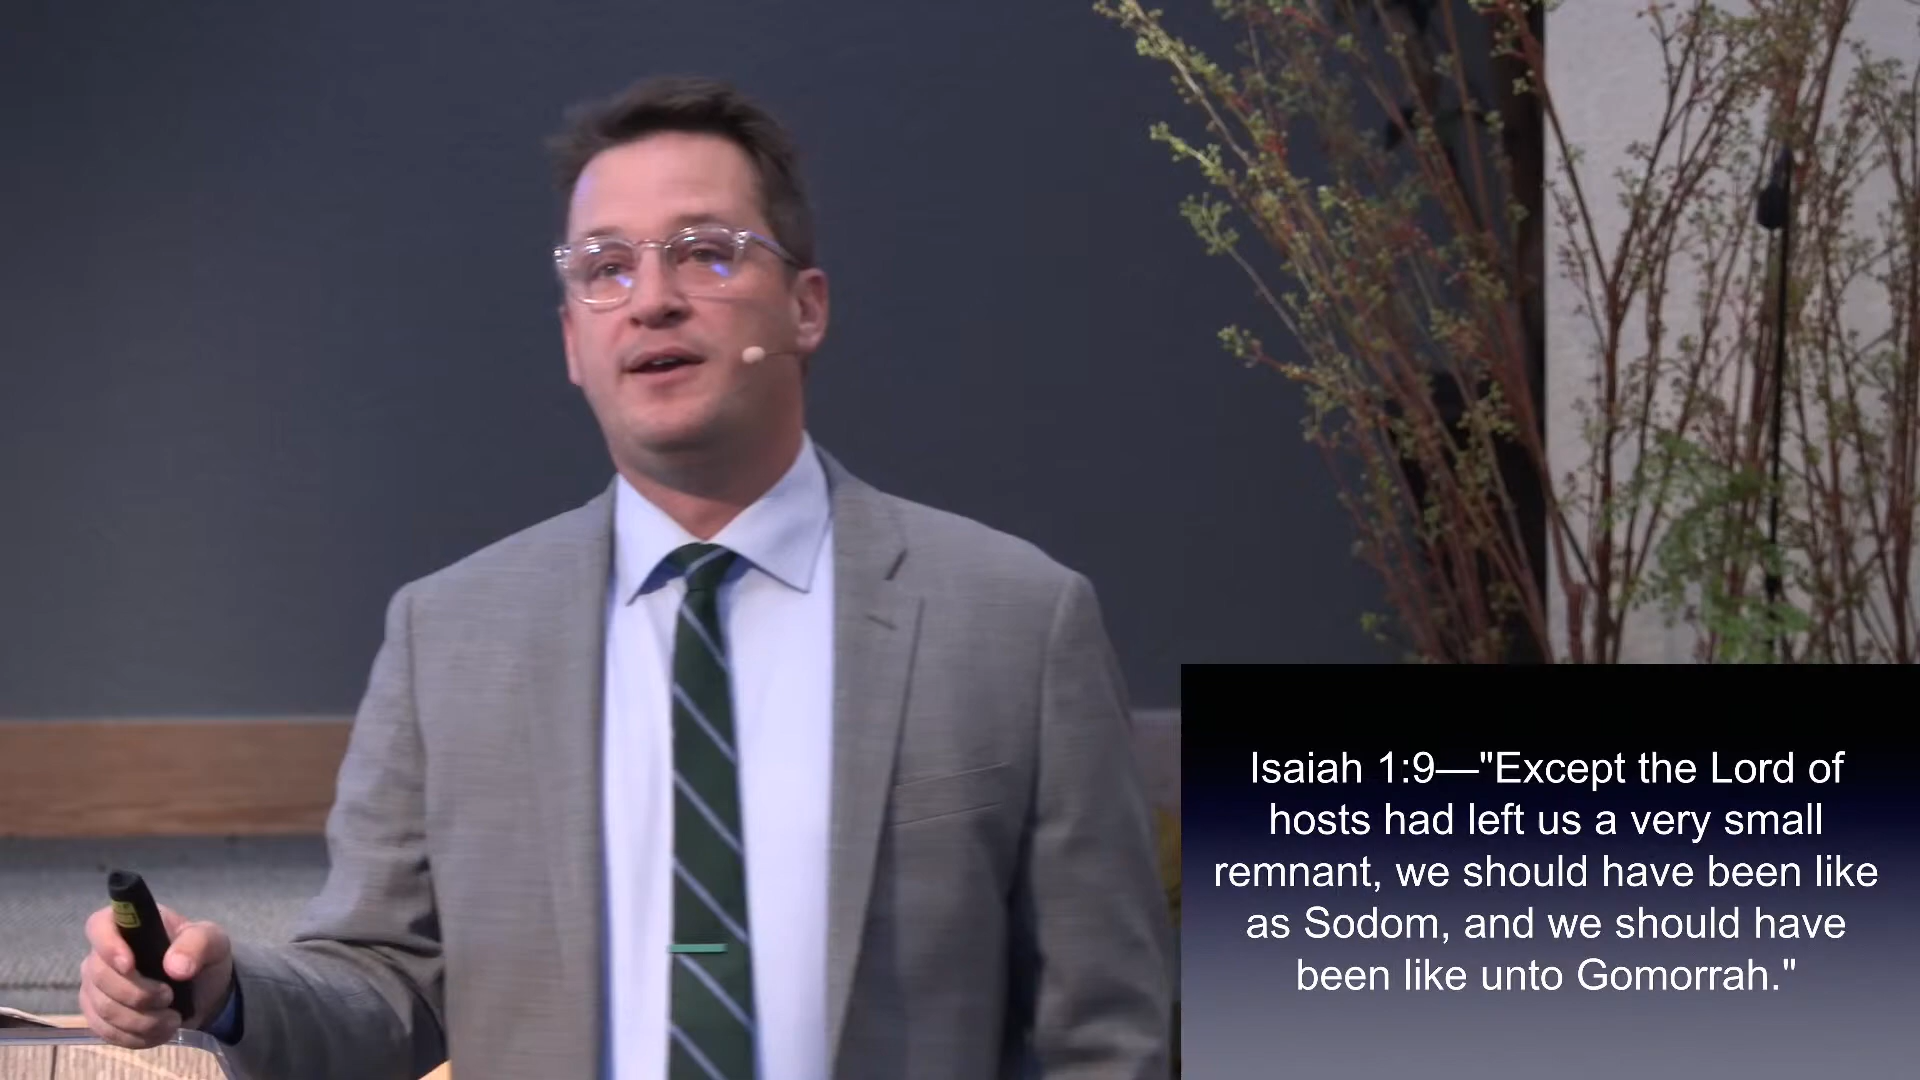 Isaiah 1:9—"Except the Lord of
hosts had left us a very small
remnant, we should have been like
as Sodom, and we should have
been like unto Gomorrah."